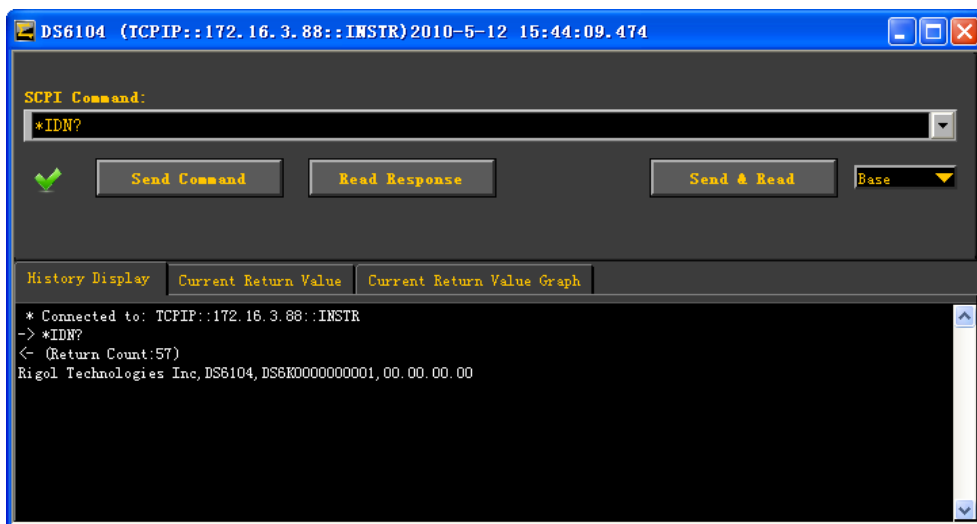 DS6104 (TCPIP::172.16.3.88::INSTR)2010-5-12 15:44:09.474
SCPI Command:
*IDN?
Send Command Read Response Send & Read Base
History Display Current Return Value Current Return Value Graph
* Connected to: TCPIP::172.16.3.88::INSTR
-> *IDN?
<- (Return Count:57)
Rigol Technologies Inc,DS6104,DS6K0000000001,00.00.00.00